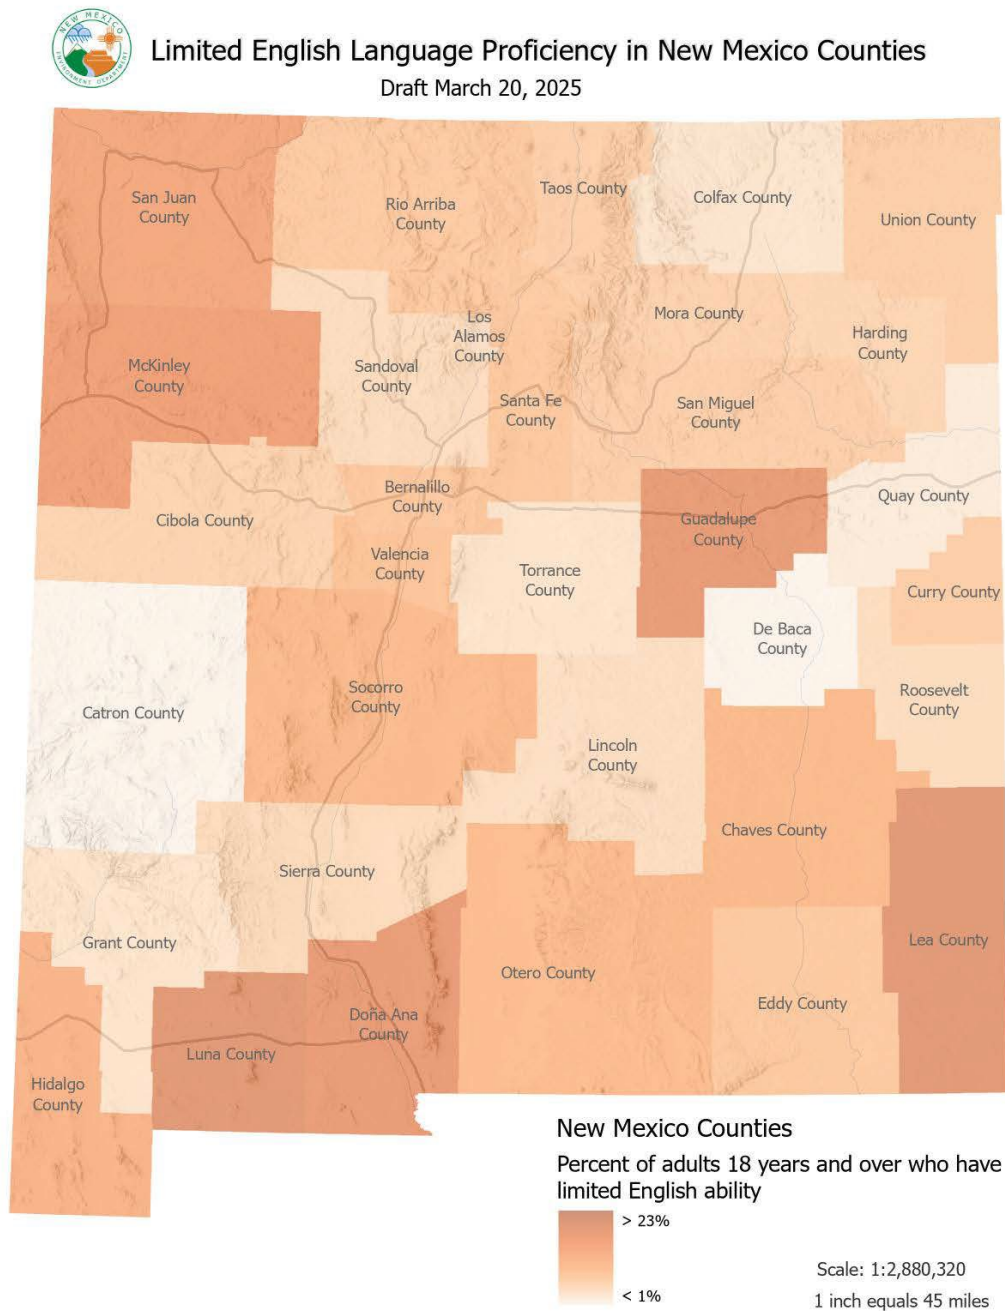 NEW MEXICO
ENVIRONMENT DEPARTMENT
Limited English Language Proficiency in New Mexico Counties
Draft March 20, 2025
San Juan
County
Rio Arriba
County
Taos County
Colfax County
Union County
McKinley
County
Sandoval
County
Los
Alamos
County
Mora County
Harding
County
Santa Fe
County
San Miguel
County
Bernalillo
County
Cibola County
Valencia
County
Torrance
County
Guadalupe
County
Quay County
Curry County
De Baca
County
Catron County
Socorro
County
Lincoln
County
Roosevelt
County
Chaves County
Sierra County
Grant County
Otero County
Lea County
Eddy County
Doña Ana
County
Luna County
Hidalgo
County
New Mexico Counties
Percent of adults 18 years and over who have
limited English ability
> 23%
< 1%
Scale: 1:2,880,320
1 inch equals 45 miles